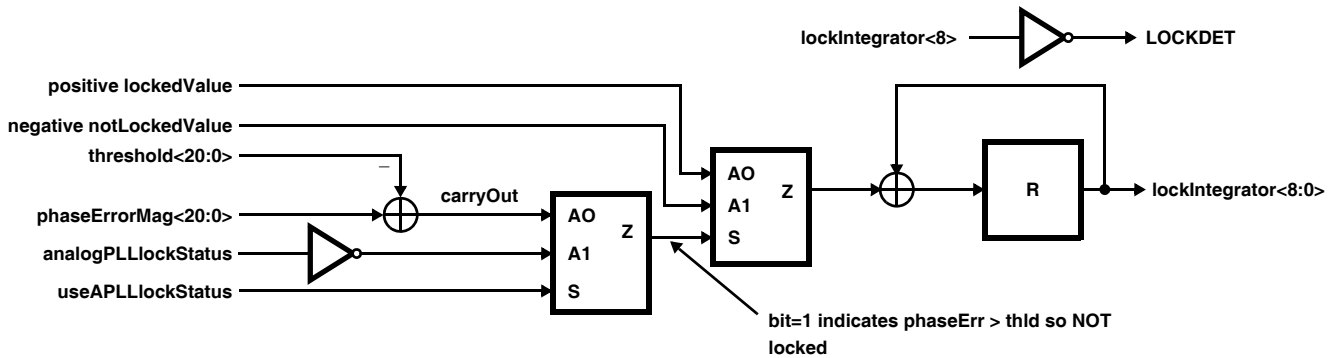 lockIntegrator<8>
LOCKDET
positive lockedValue
negative notLockedValue
threshold<20:0>
−
carryOut
phaseErrorMag<20:0>
analogPLLlockStatus
useAPLLlockStatus
AO
A1
S
Z
AO
A1
S
Z
R
lockIntegrator<8:0>
bit=1 indicates phaseErr > thld so NOT
locked